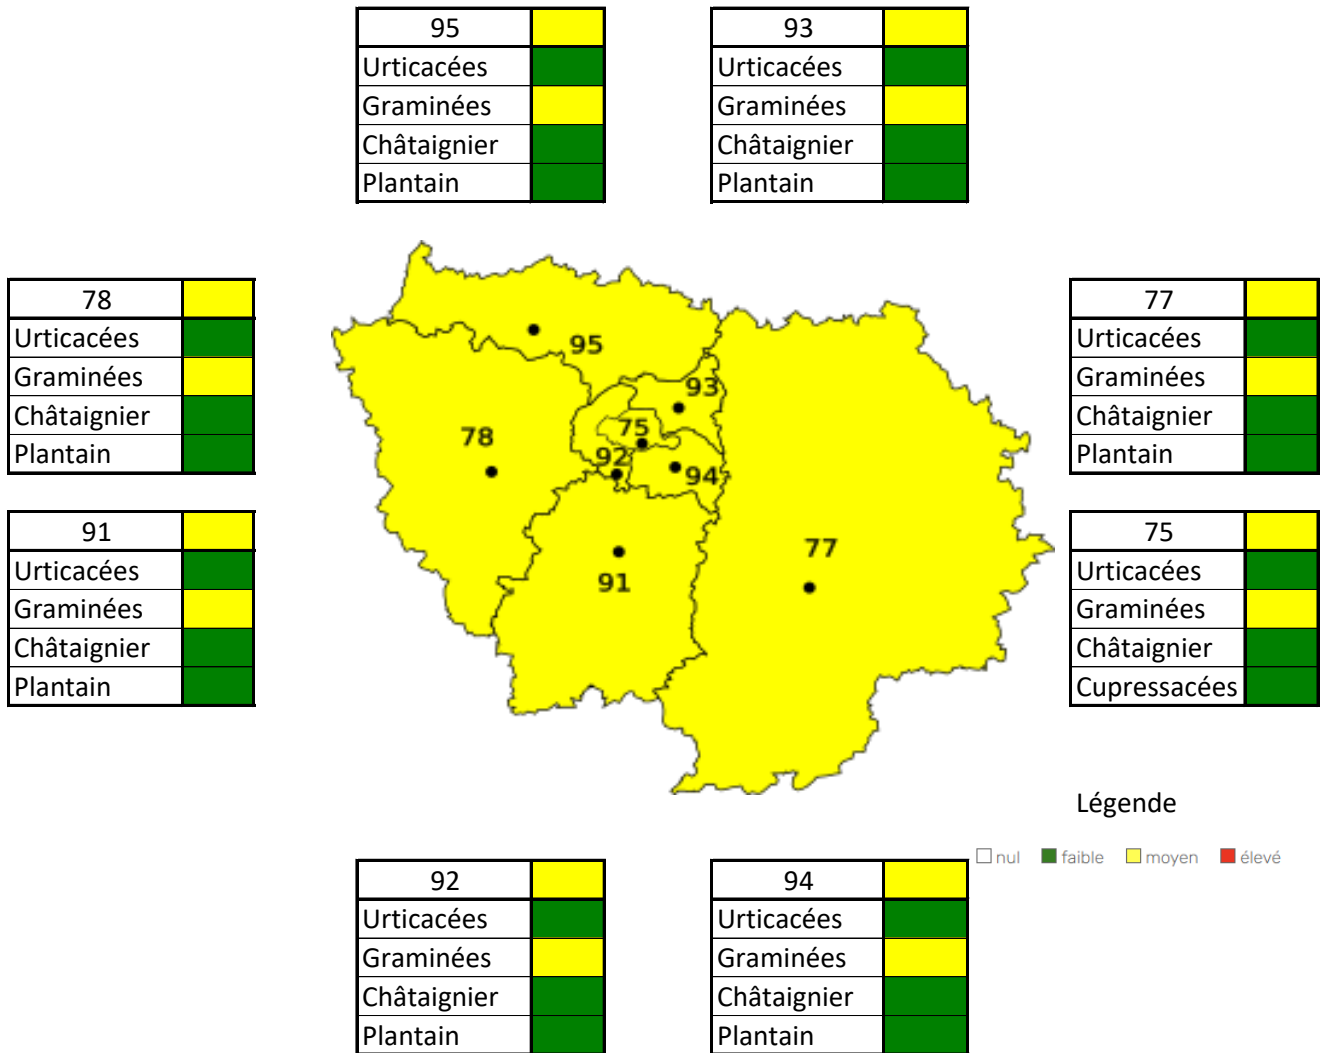 95
Urticacées
Graminées
Châtaignier
Plantain
93
Urticacées
Graminées
Châtaignier
Plantain
78
Urticacées
Graminées
Châtaignier
Plantain
91
Urticacées
Graminées
Châtaignier
Plantain
95
93
75
78
92
94
77
91
77
Urticacées
Graminées
Châtaignier
Plantain
75
Urticacées
Graminées
Châtaignier
Cupressacées
Légende
nul faible moyen élevé
92
Urticacées
Graminées
Châtaignier
Plantain
94
Urticacées
Graminées
Châtaignier
Plantain